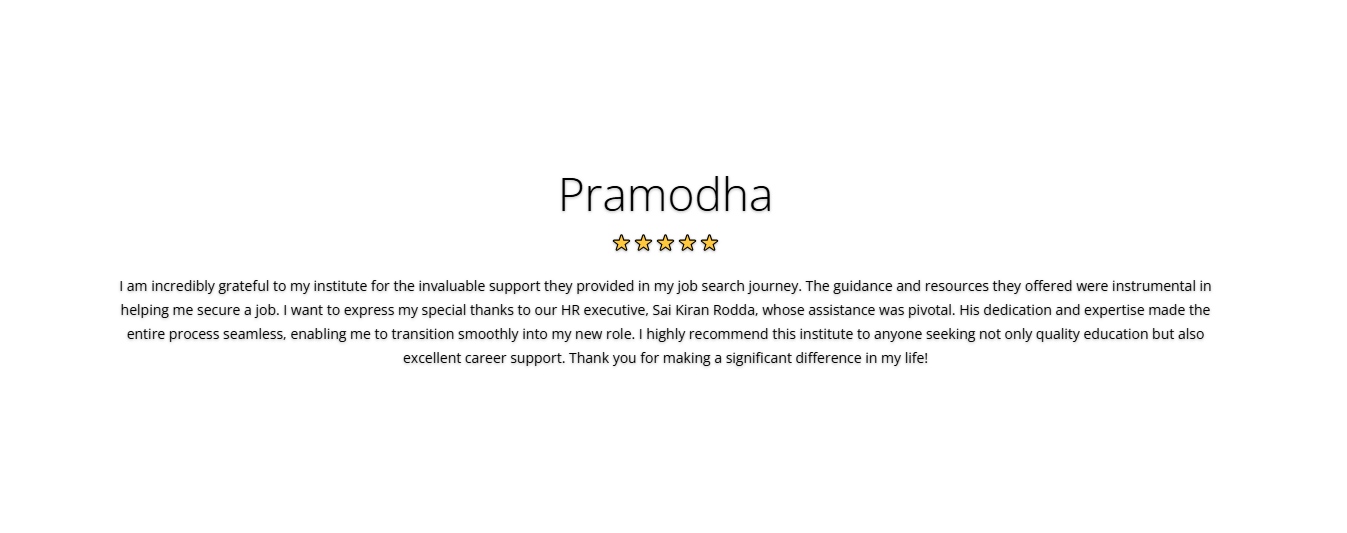 Pramodha
I am incredibly grateful to my institute for the invaluable support they provided in my job search journey. The guidance and resources they offered were instrumental in
helping me secure a job. I want to express my special thanks to our HR executive, Sai Kiran Rodda, whose assistance was pivotal. His dedication and expertise made the
entire process seamless, enabling me to transition smoothly into my new role. I highly recommend this institute to anyone seeking not only quality education but also
excellent career support. Thank you for making a significant difference in my life!